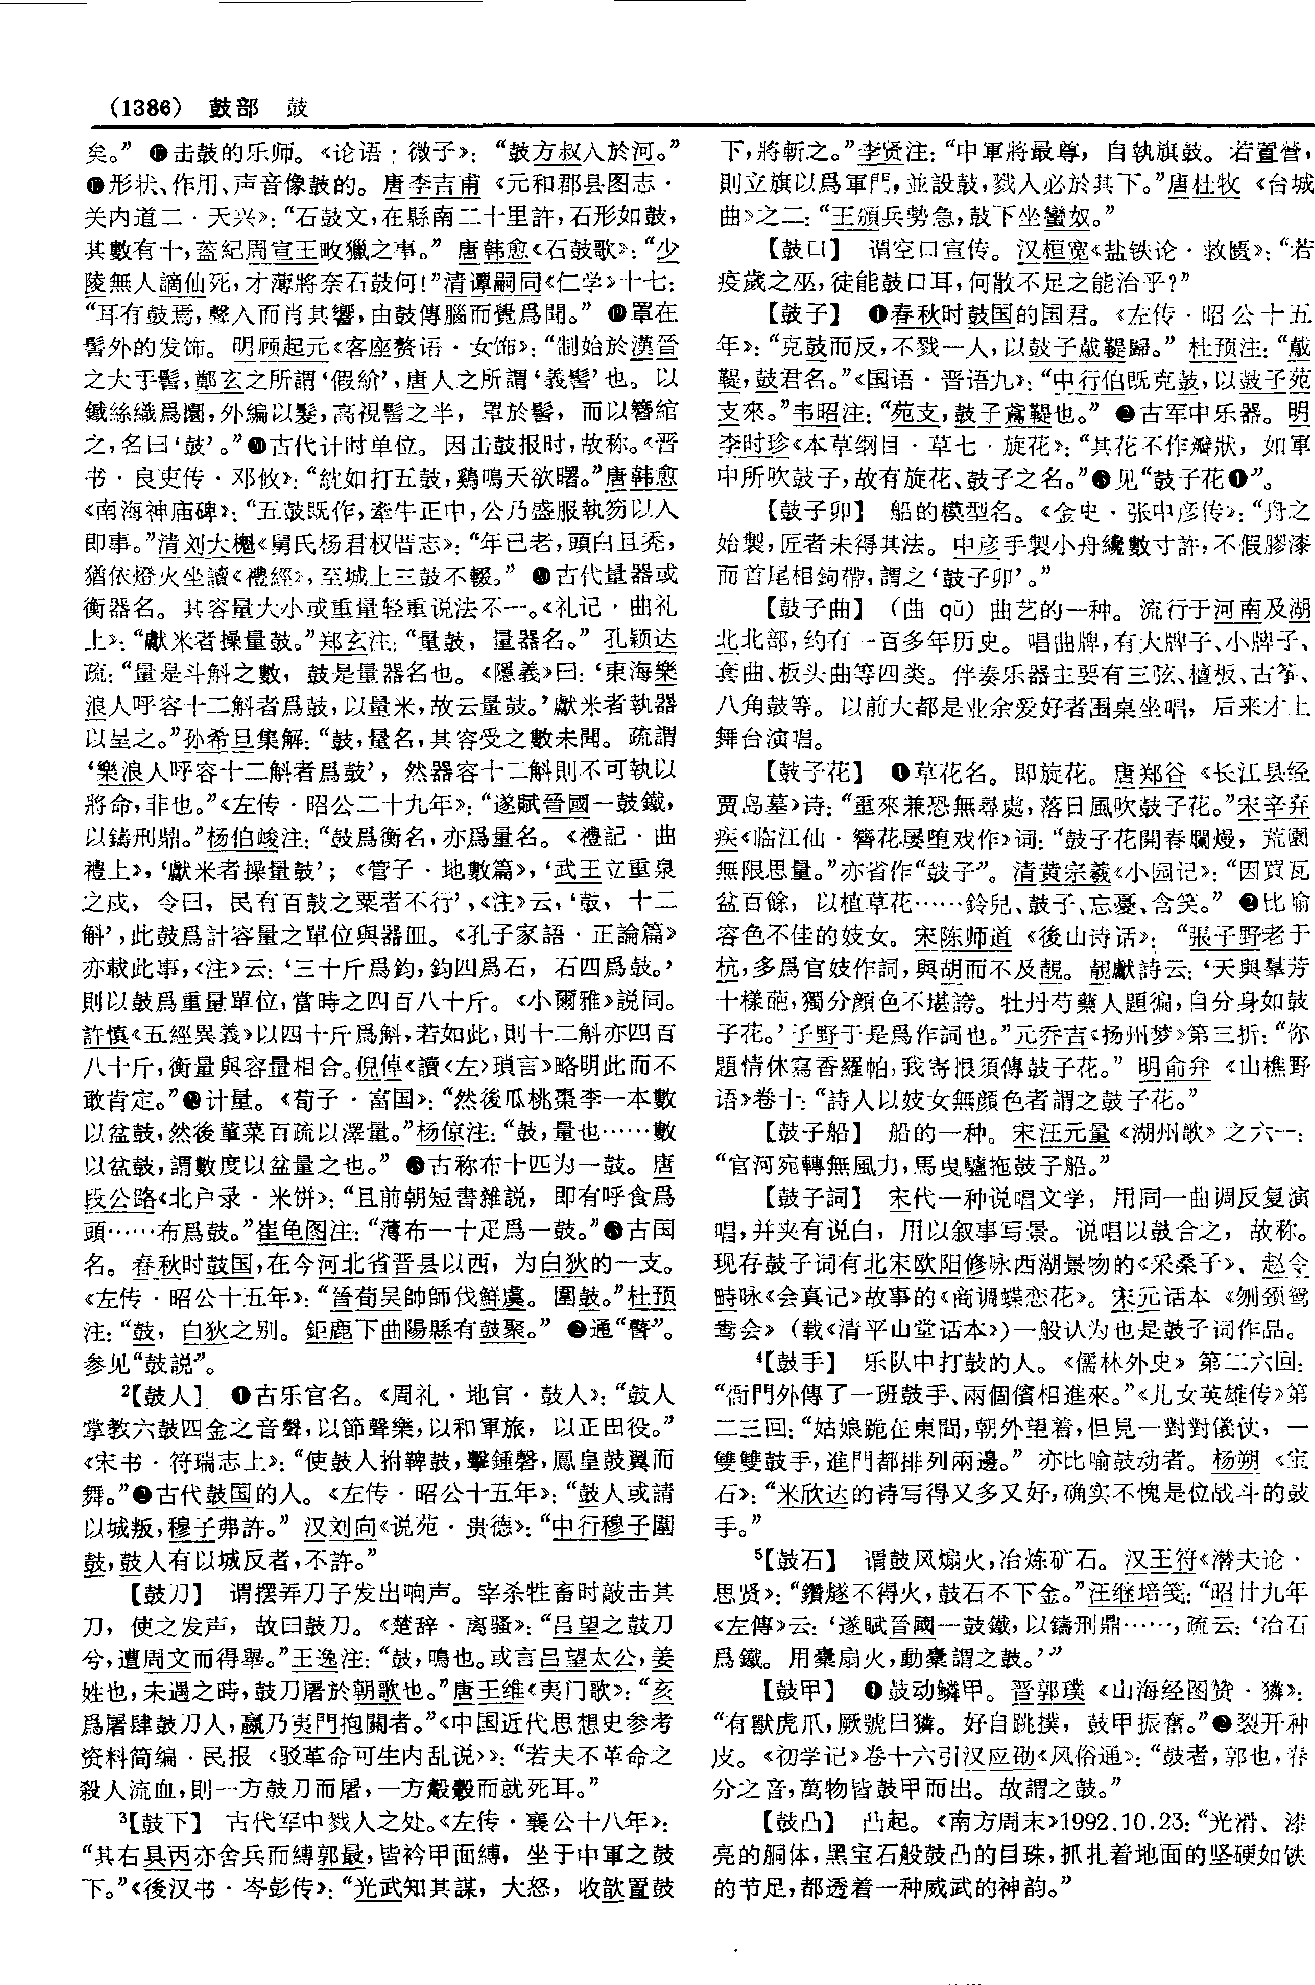 (1386) 鼓部 鼓
矣。” ⓱击鼓的乐师。《论语·微子》：“鼓方叔入於河。”
⓲形状、作用、声音像鼓的。唐李吉甫《元和郡县图志·
关内道二·天兴》：“石鼓文，在縣南二十里許，石形如鼓，
其數有十，蓋紀周宣王畋獵之事。” 唐韩愈《石鼓歌》：“少
陵無人謫仙死，才薄將奈石鼓何！”清谭嗣同《仁学》十七：
“耳有鼓焉，聲入而肖其響，由鼓傳腦而覺爲聞。” ⓳罩在
髻外的发饰。明顾起元《客座赘语·女饰》：“制始於漢晉
之大手髻，鄭玄之所謂‘假紒’，唐人之所謂‘義髻’也。以
鐵絲織爲圜，外編以髮，高視髻之半，罩於髻，而以簪綰
之，名曰‘鼓’。”⓴古代计时单位。因击鼓报时，故称。《晋
书·良吏传·邓攸》：“紞如打五鼓，鷄鳴天欲曙。”唐韩愈
《南海神庙碑》：“五鼓既作，牽牛正中，公乃盛服執笏以入
即事。”清刘大櫆《舅氏杨君权厝志》：“年已老，頭白且秃，
猶依燈火坐讀《禮經》，至城上三鼓不輟。” ㉑古代量器或
衡器名。其容量大小或重量轻重说法不一。《礼记·曲礼
上》：“獻米者操量鼓。”郑玄注：“量鼓，量器名。” 孔颖达
疏：“量是斗斛之數，鼓是量器名也。《隱義》曰：‘東海樂
浪人呼容十二斛者爲鼓，以量米，故云量鼓。’獻米者執器
以呈之。”孙希旦集解：“鼓，量名，其容受之數未聞。疏謂
‘樂浪人呼容十二斛者爲鼓’，然器容十二斛則不可執以
將命，非也。”《左传·昭公二十九年》：“遂賦晉國一鼓鐵，
以鑄刑鼎。”杨伯峻注：“鼓爲衡名，亦爲量名。《禮記·曲
禮上》，‘獻米者操量鼓’；《管子·地數篇》，‘武王立重泉
之戍，令曰，民有百鼓之粟者不行’，《注》云，‘鼓，十二
斛’，此鼓爲計容量之單位與器皿。《孔子家語·正論篇》
亦載此事，《注》云：‘三十斤爲鈞，鈞四爲石，石四爲鼓。’
則以鼓爲重量單位，當時之四百八十斤。《小爾雅》説同。
許慎《五經異義》以四十斤爲斛，若如此，則十二斛亦四百
八十斤，衡量與容量相合。倪倬《讀〈左〉瑣言》略明此而不
敢肯定。”㉒计量。《荀子·富国》：“然後瓜桃棗李一本數
以盆鼓，然後葷菜百疏以澤量。”杨倞注：“鼓，量也……數
以盆鼓，謂數度以盆量之也。” ㉓古称布十匹为一鼓。唐
段公路《北户录·米饼》：“且前朝短書雜説，即有呼食爲
頭……布爲鼓。”崔龟图注：“薄布一十疋爲一鼓。”㉔古国
名。春秋时鼓国，在今河北省晋县以西，为白狄的一支。
《左传·昭公十五年》：“晉荀吴帥師伐鮮虞。圍鼓。”杜预
注：“鼓，白狄之别。鉅鹿下曲陽縣有鼓聚。” ㉕通“瞽”。
参见“鼓説”。
²【鼓人】 ❶古乐官名。《周礼·地官·鼓人》：“鼓人
掌教六鼓四金之音聲，以節聲樂，以和軍旅，以正田役。”
《宋书·符瑞志上》：“使鼓人拊鞞鼓，擊鍾磬，鳳皇鼓翼而
舞。”❷古代鼓国的人。《左传·昭公十五年》：“鼓人或請
以城叛，穆子弗許。” 汉刘向《说苑·贵德》：“中行穆子圍
鼓，鼓人有以城反者，不許。”
【鼓刀】 谓摆弄刀子发出响声。宰杀牲畜时敲击其
刀，使之发声，故曰鼓刀。《楚辞·离骚》：“吕望之鼓刀
兮，遭周文而得舉。”王逸注：“鼓，鳴也。或言吕望太公，姜
姓也，未遇之時，鼓刀屠於朝歌也。”唐王维《夷门歌》：“亥
爲屠肆鼓刀人，嬴乃夷門抱關者。”《中国近代思想史参考
资料简编·民报〈驳革命可生内乱说〉》：“若夫不革命之
殺人流血，則一方鼓刀而屠，一方觳觫而就死耳。”
³【鼓下】 古代军中戮人之处。《左传·襄公十八年》：
“其右具丙亦舍兵而縛郭最，皆衿甲面縛，坐于中軍之鼓
下。”《後汉书·岑彭传》：“光武知其謀，大怒，收歆置鼓
下，將斬之。”李贤注：“中軍將最尊，自執旗鼓。若置營，
則立旗以爲軍門，並設鼓，戮人必於其下。”唐杜牧《台城
曲》之二：“王頒兵勢急，鼓下坐蠻奴。”
【鼓口】 谓空口宣传。汉桓宽《盐铁论·救匮》：“若
疫歲之巫，徒能鼓口耳，何散不足之能治乎？”
【鼓子】 ❶春秋时鼓国的国君。《左传·昭公十五
年》：“克鼓而反，不戮一人，以鼓子鳶鞮歸。” 杜预注：“鳶
鞮，鼓君名。”《国语·晋语九》：“中行伯既克鼓，以鼓子苑
支來。”韦昭注：“苑支，鼓子鳶鞮也。” ❷古军中乐器。明
李时珍《本草纲目·草七·旋花》：“其花不作瓣狀，如軍
中所吹鼓子，故有旋花、鼓子之名。”❸见“鼓子花❶”。
【鼓子卯】 船的模型名。《金史·张中彦传》：“舟之
始製，匠者未得其法。中彦手製小舟纔數寸許，不假膠漆
而首尾相鉤帶，謂之‘鼓子卯’。”
【鼓子曲】 （曲 qǔ）曲艺的一种。流行于河南及湖
北北部，约有一百多年历史。唱曲牌，有大牌子、小牌子、
套曲、板头曲等四类。伴奏乐器主要有三弦、檀板、古筝、
八角鼓等。以前大都是业余爱好者围桌坐唱，后来才上
舞台演唱。
【鼓子花】 ❶草花名。即旋花。唐郑谷《长江县经
贾岛墓》诗：“重來兼恐無尋處，落日風吹鼓子花。”宋辛弃
疾《临江仙·簪花屡堕戏作》词：“鼓子花開春爛熳，荒園
無限思量。”亦省作“鼓子”。清黄宗羲《小园记》：“因買瓦
盆百餘，以植草花……鈴兒、鼓子、忘憂、含笑。” ❷比喻
容色不佳的妓女。宋陈师道《後山诗话》：“張子野老于
杭，多爲官妓作詞，與胡而不及靚。靚獻詩云：‘天與羣芳
十樣葩，獨分顔色不堪誇。牡丹芍藥人題徧，自分身如鼓
子花。’子野于是爲作詞也。”元乔吉《扬州梦》第三折：“你
題情休寫香羅帕，我寄恨須傳鼓子花。” 明俞弁《山樵野
语》卷十：“詩人以妓女無顔色者謂之鼓子花。”
【鼓子船】 船的一种。宋汪元量《湖州歌》之六一：
“官河宛轉無風力，馬曳驢拖鼓子船。”
【鼓子詞】 宋代一种说唱文学，用同一曲调反复演
唱，并夹有说白，用以叙事写景。说唱以鼓合之，故称。
现存鼓子词有北宋欧阳修咏西湖景物的《采桑子》、赵令
畤咏《会真记》故事的《商调蝶恋花》。宋元话本《刎颈鸳
鸯会》（载《清平山堂话本》）一般认为也是鼓子词作品。
⁴【鼓手】 乐队中打鼓的人。《儒林外史》第二六回：
“衙門外傳了一班鼓手、兩個儐相進來。”《儿女英雄传》第
二三回：“姑娘跪在東間，朝外望着，但見一對對儀仗，一
雙雙鼓手，進門都排列兩邊。” 亦比喻鼓动者。杨朔《宝
石》：“米欣达的诗写得又多又好，确实不愧是位战斗的鼓
手。”
⁵【鼓石】 谓鼓风煽火，冶炼矿石。汉王符《潜夫论·
思贤》：“鑽燧不得火，鼓石不下金。”汪继培笺：“昭廿九年
《左傳》云：‘遂賦晉國一鼓鐵，以鑄刑鼎……，疏云：‘冶石
爲鐵。用橐扇火，動橐謂之鼓。’”
【鼓甲】 ❶鼓动鳞甲。晋郭璞《山海经图赞·獜》：
“有獸虎爪，厥號曰獜。好自跳撲，鼓甲振奮。”❷裂开种
皮。《初学记》卷十六引汉应劭《风俗通》：“鼓者，郭也，春
分之音，萬物皆鼓甲而出。故謂之鼓。”
【鼓凸】 凸起。《南方周末》1992.10.23：“光滑、漆
亮的胴体，黑宝石般鼓凸的目珠，抓扎着地面的坚硬如铁
的节足，都透着一种威武的神韵。”